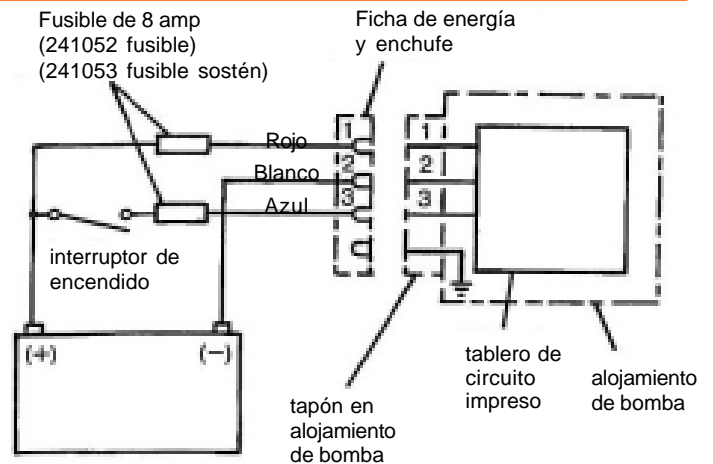 Fusible de 8 amp
(241052 fusible)
(241053 fusible sostén)
Ficha de energía
y enchufe
1
Rojo
2
Blanco
3
Azul
1
2
3
interruptor de
encendido
(+)
(−)
tapón en
alojamiento
de bomba
tablero de
circuito
impreso
alojamiento
de bomba